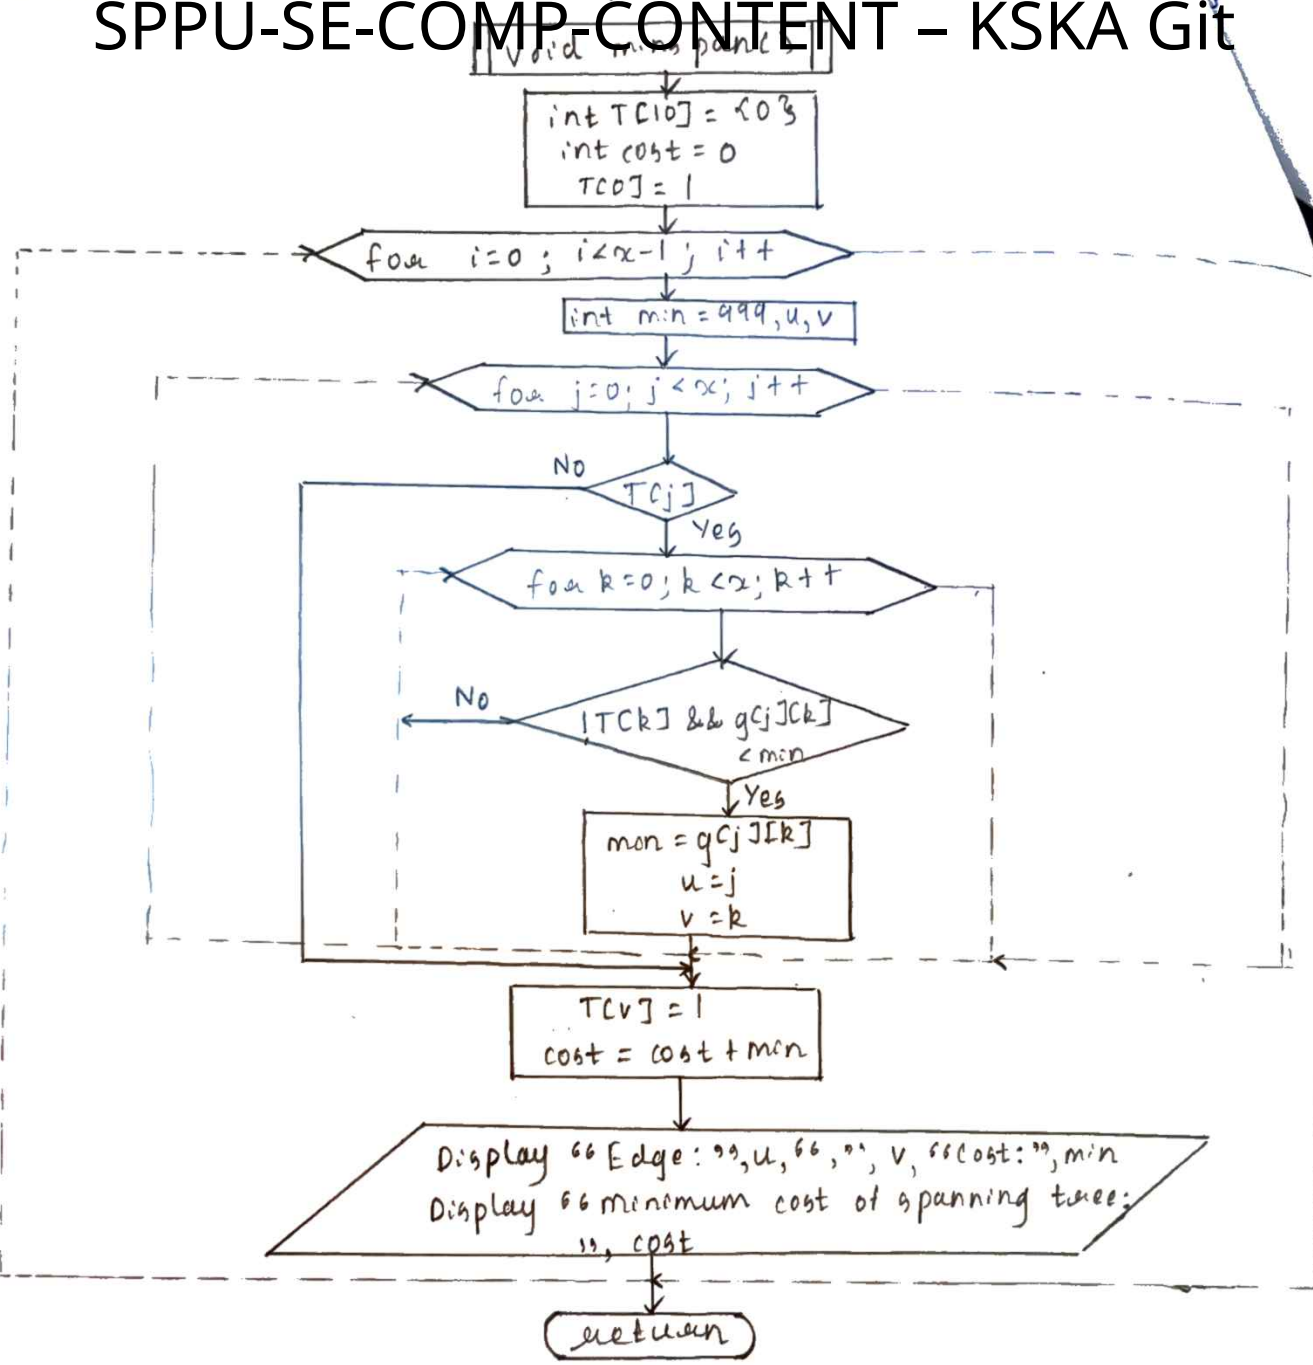 SPPU-SE-COMP-CONTENT – KSKA Git
void minspan()
int T[10] = {0}
int cost = 0
T[0] = 1
for i=0 ; i<x-1 ; i++
int min = 999, u, v
for j=0; j<x; j++
No
T[j]
Yes
for k=0; k<x; k++
No
!T[k] && g[j][k]
< min
Yes
min = g[j][k]
u = j
v = k
T[v] = 1
cost = cost + min
Display “Edge:”, u, “,”, v, “cost:”, min
Display “minimum cost of spanning tree:
”, cost
return